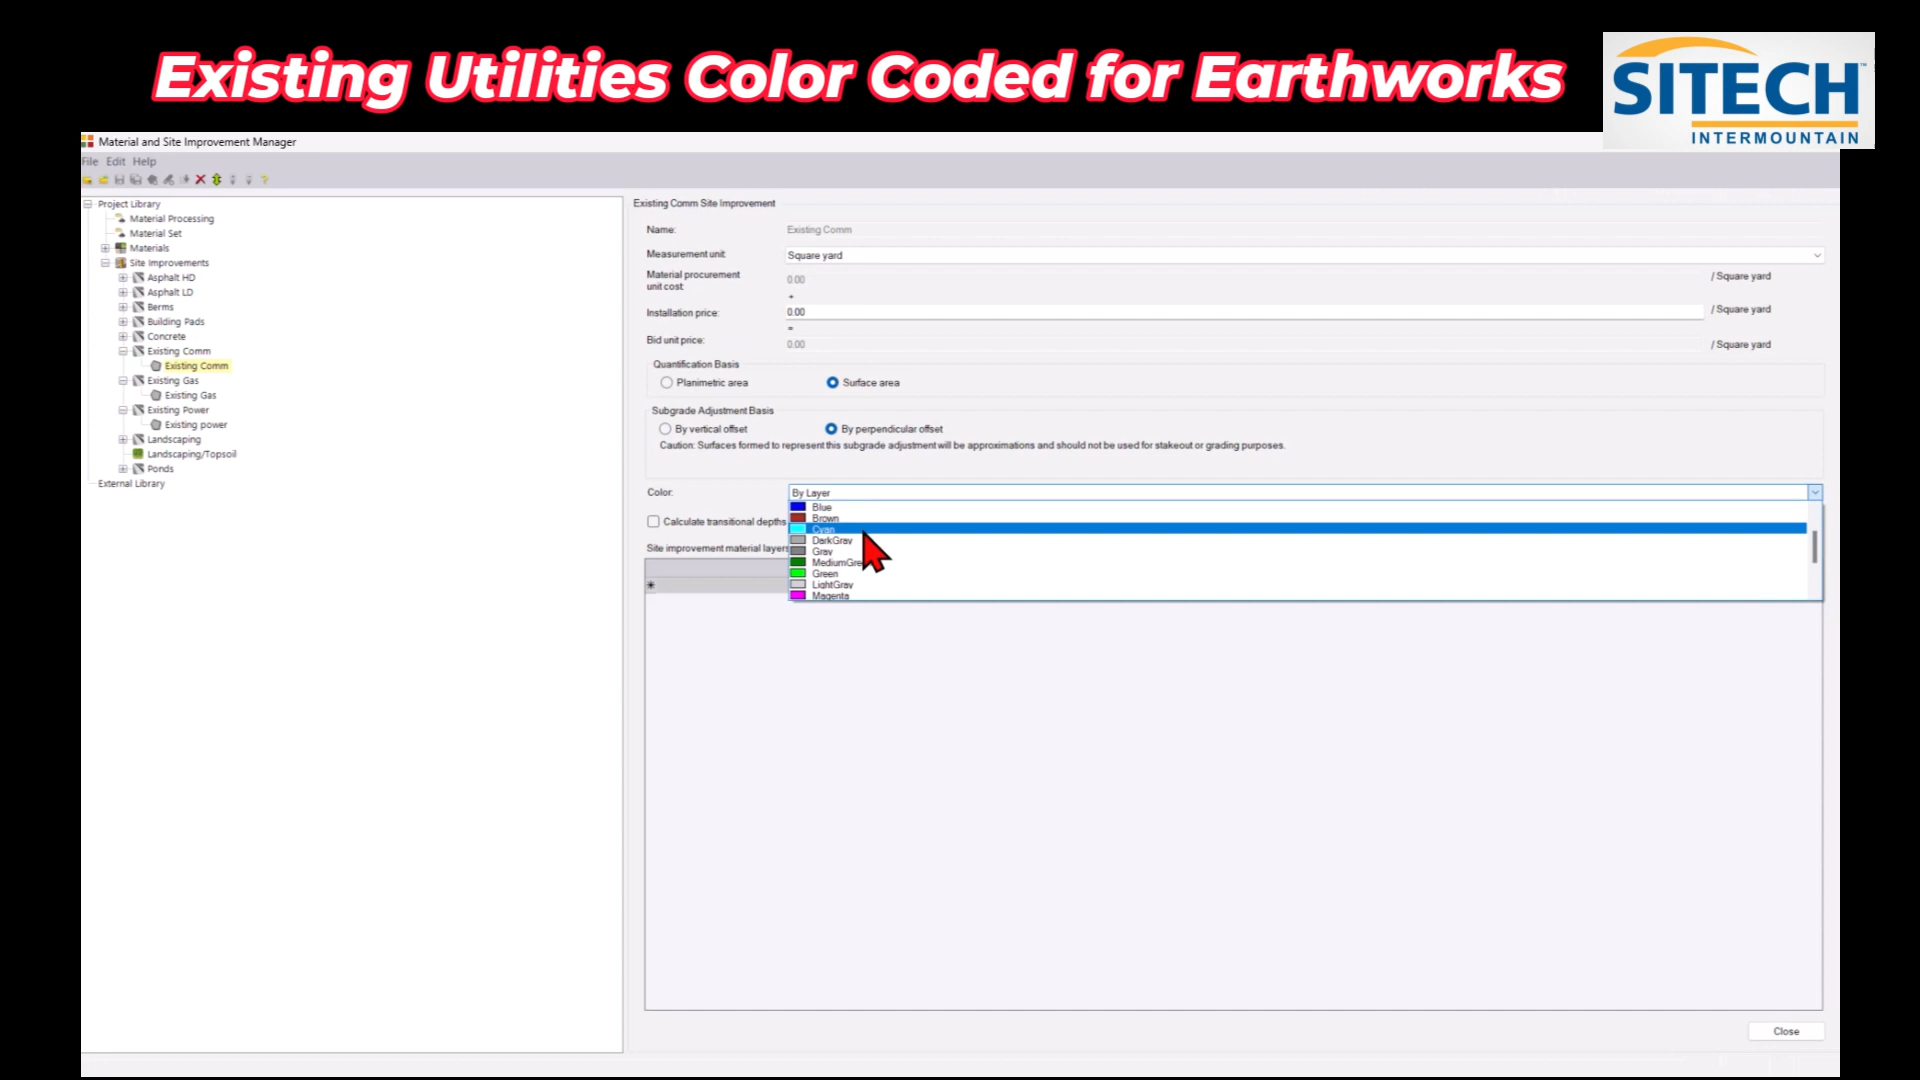 Existing Utilities Color Coded for Earthworks
SITECH™
INTERMOUNTAIN
Material and Site Improvement Manager
File Edit Help
Project Library
Material Processing
Material Set
Materials
Site Improvements
Asphalt HD
Asphalt LD
Berms
Building Pads
Concrete
Existing Comm
Existing Comm
Existing Gas
Existing Gas
Existing Power
Existing power
Landscaping
Landscaping/Topsoil
Ponds
External Library
Existing Comm Site Improvement
Name: Existing Comm
Measurement unit: Square yard
Material procurement unit cost: 0.00 / Square yard
+
Installation price: 0.00 / Square yard
=
Bid unit price: 0.00 / Square yard
Quantification Basis
Planimetric area Surface area
Subgrade Adjustment Basis
By vertical offset By perpendicular offset
Caution: Surfaces formed to represent this subgrade adjustment will be approximations and should not be used for stakeout or grading purposes.
Color: By Layer
Blue
Brown
Cyan
DarkGray
Gray
MediumGre
Green
LightGray
Magenta
Calculate transitional depths
Site improvement material layers
Close